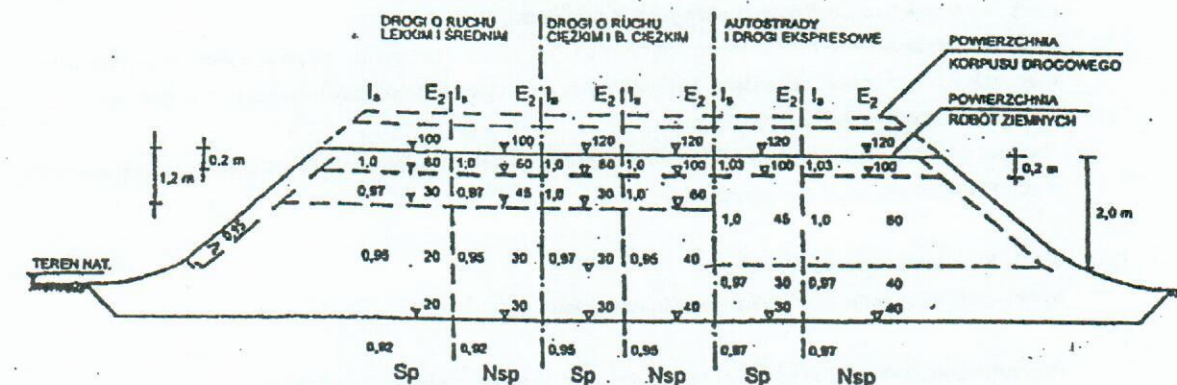 DROGI O RUCHU
LEKKIM I ŚREDNIM
DROGI O RUCHU
CIĘŻKIM I B. CIĘŻKIM
AUTOSTRADY
I DROGI EKSPRESOWE
POWIERZCHNIA
KORPUSU DROGOWEGO
POWIERZCHNIA
ROBÓT ZIEMNYCH
Is E2 Is E2 Is E2 Is E2 Is E2 Is E2
100 100 120 120 120 120
0,2 m 1,0 60 1,0 60 1,0 1,0 100 1,03 100 1,03 100 0,2 m
1,2 m 0,97 30 0,97 45 1,0 30 1,0 60
1,0 45 1,0 60 2,0 m
0,95
TEREN NAT.
0,95 20 0,95 30 0,97 30 0,95 40
0,97 30 0,97 40
20 30 30 40 30 40
0,92 0,92 0,95 0,95 0,97 0,97
Sp Nsp Sp Nsp Sp Nsp